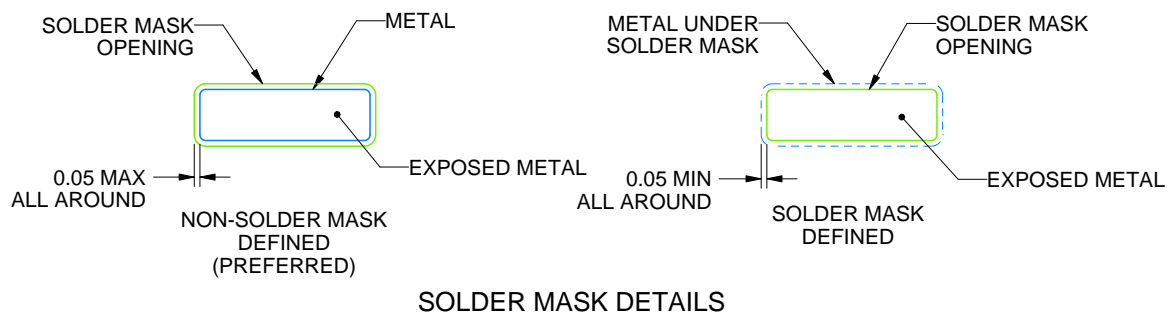 SOLDER MASK
OPENING
METAL
EXPOSED METAL
0.05 MAX
ALL AROUND
NON-SOLDER MASK
DEFINED
(PREFERRED)
METAL UNDER
SOLDER MASK
SOLDER MASK
OPENING
EXPOSED METAL
0.05 MIN
ALL AROUND
SOLDER MASK
DEFINED
SOLDER MASK DETAILS